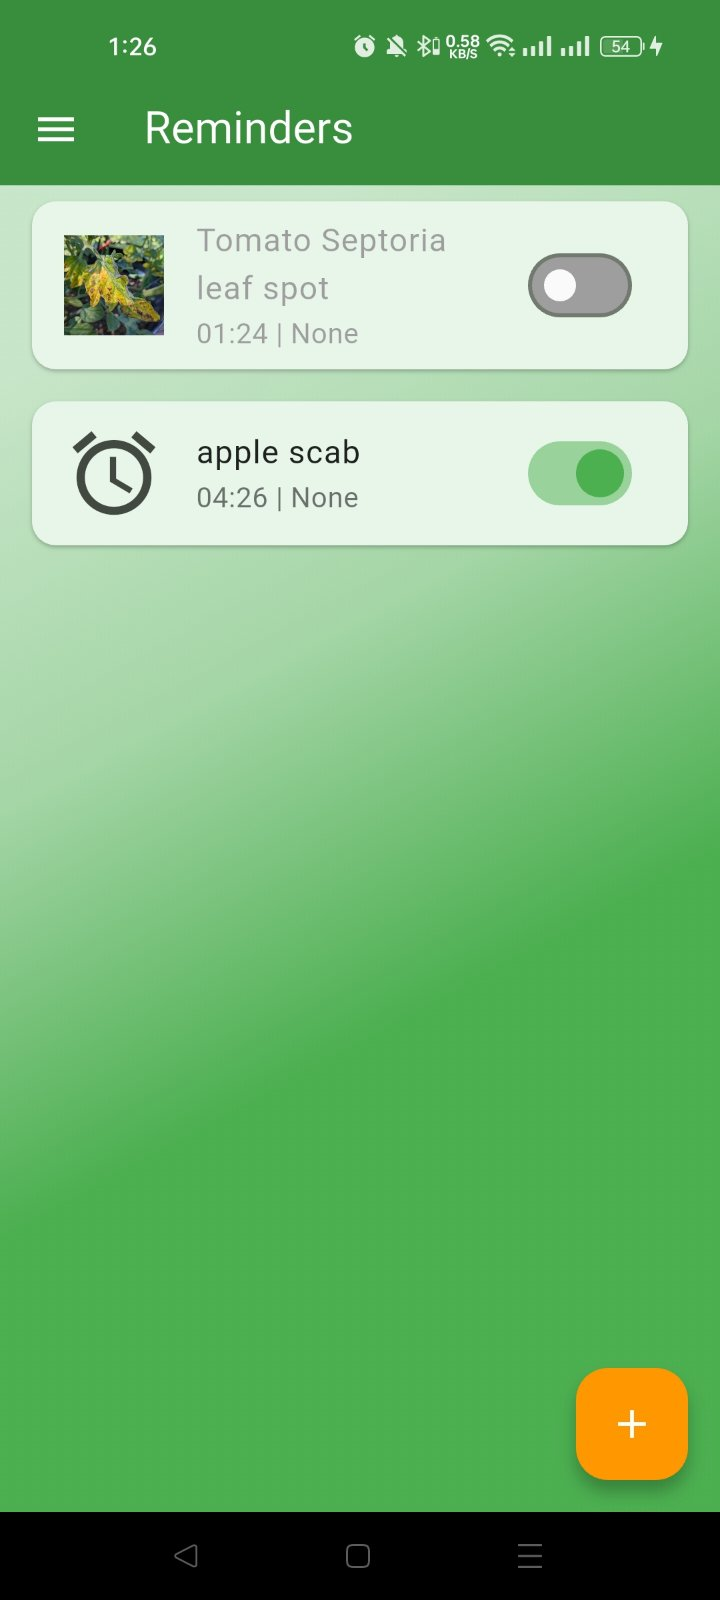 1:26
0.58
KB/S
54
Reminders
Tomato Septoria
leaf spot
01:24 | None
apple scab
04:26 | None